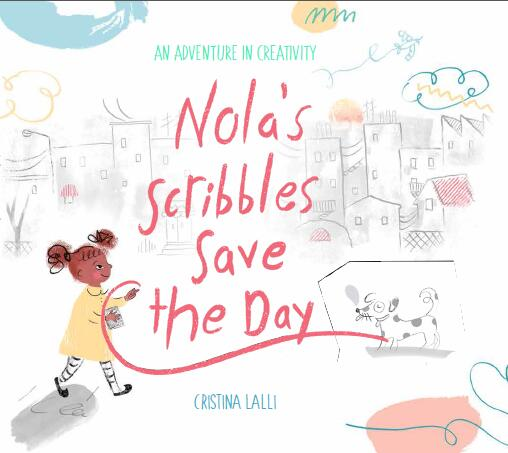 AN ADVENTURE IN CREATIVITY
Nola's
scribbles
save
the Day
CRISTINA LALLI